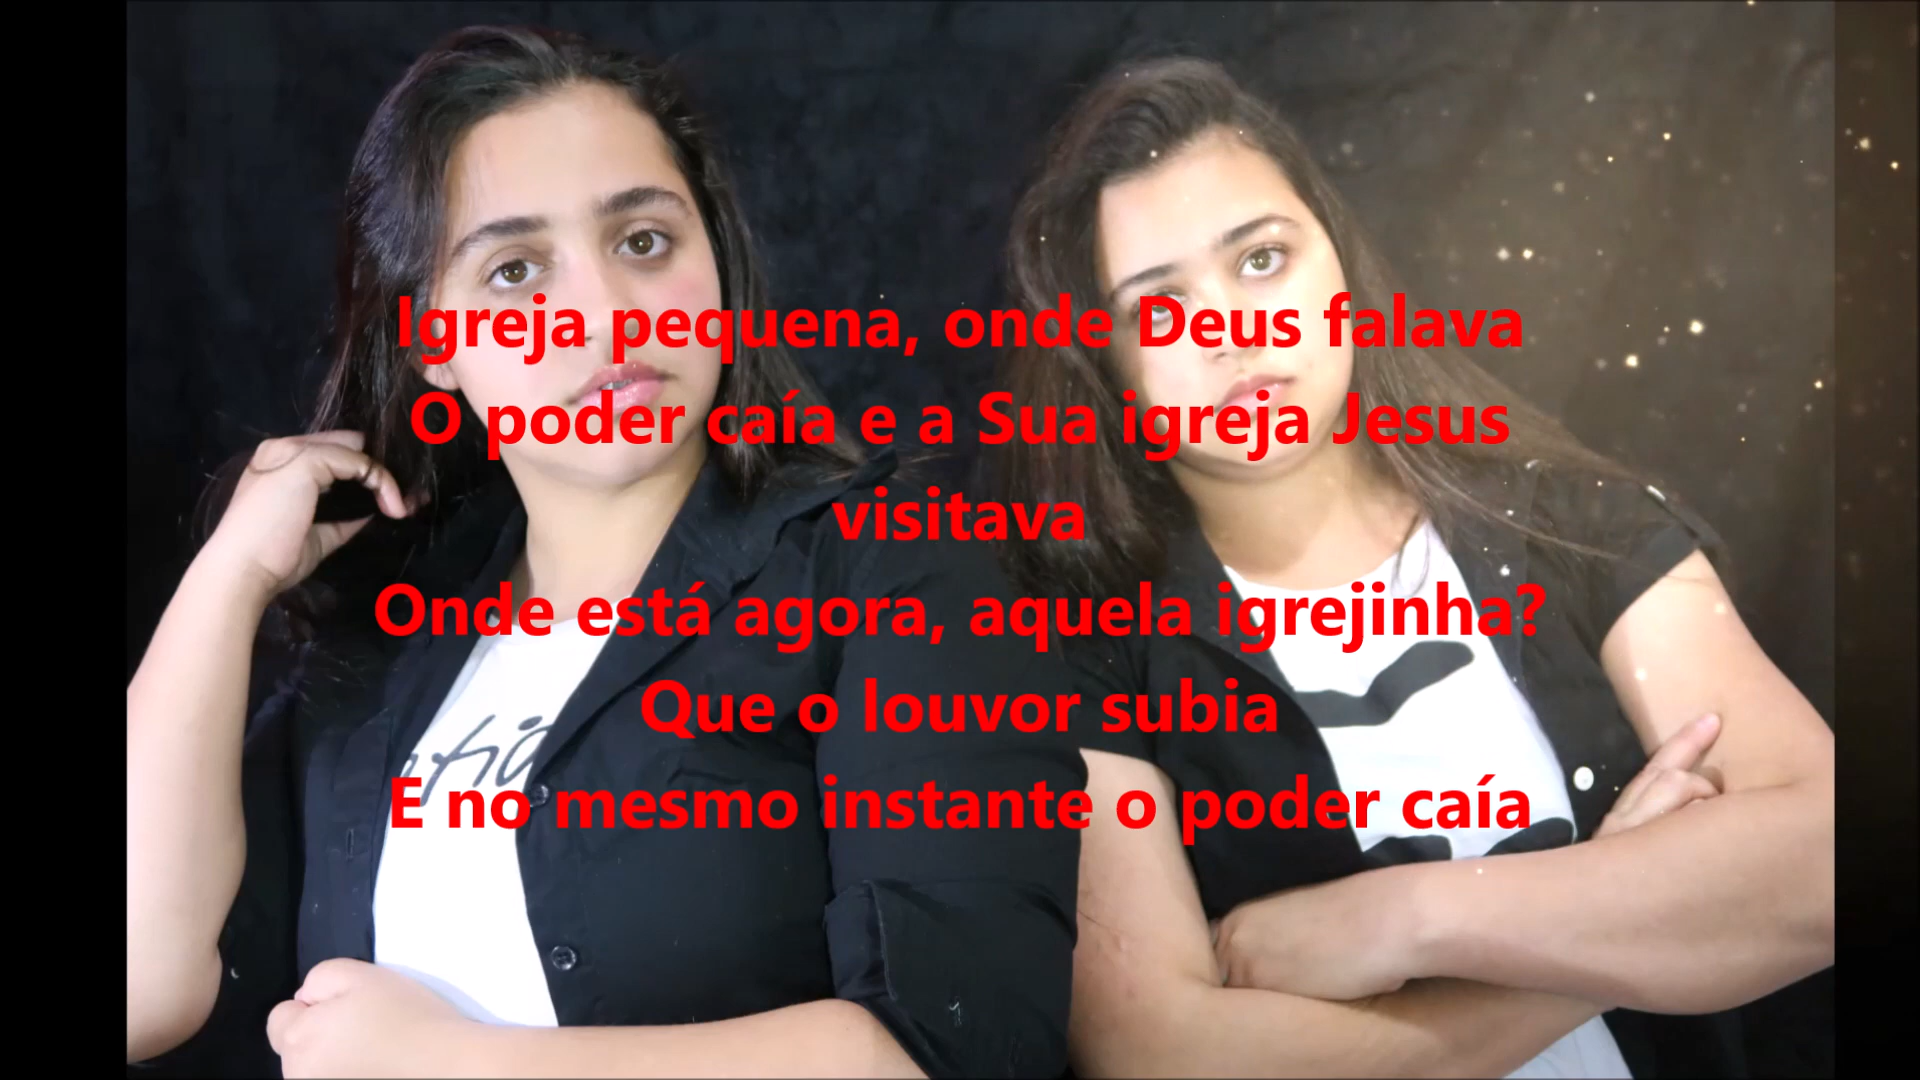 Igreja pequena, onde Deus falava
O poder caía e a Sua igreja Jesus
visitava
Onde está agora, aquela igrejinha?
Que o louvor subia
E no mesmo instante o poder caía